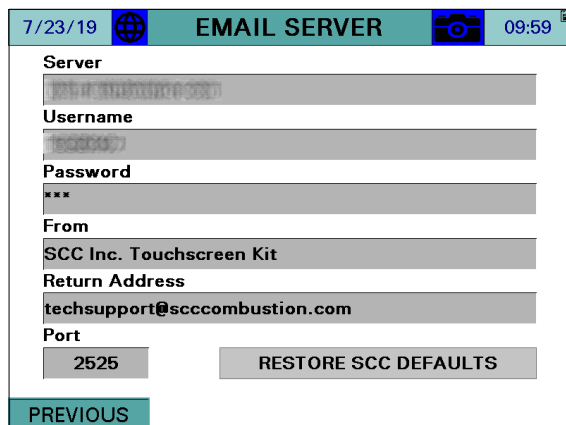 7/23/19 EMAIL SERVER 09:59
Server
Username
Password
***
From
SCC Inc. Touchscreen Kit
Return Address
techsupport@scccombustion.com
Port
2525 RESTORE SCC DEFAULTS
PREVIOUS